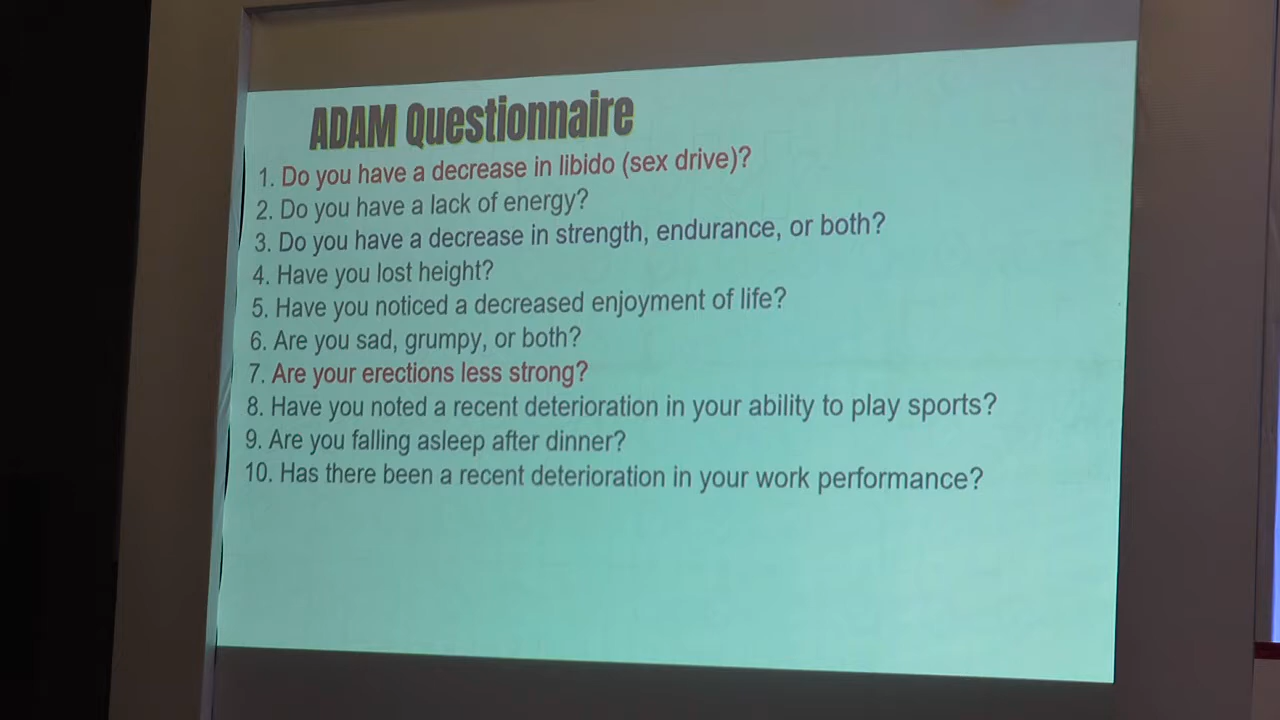 ADAM Questionnaire
1. Do you have a decrease in libido (sex drive)?
2. Do you have a lack of energy?
3. Do you have a decrease in strength, endurance, or both?
4. Have you lost height?
5. Have you noticed a decreased enjoyment of life?
6. Are you sad, grumpy, or both?
7. Are your erections less strong?
8. Have you noted a recent deterioration in your ability to play sports?
9. Are you falling asleep after dinner?
10. Has there been a recent deterioration in your work performance?